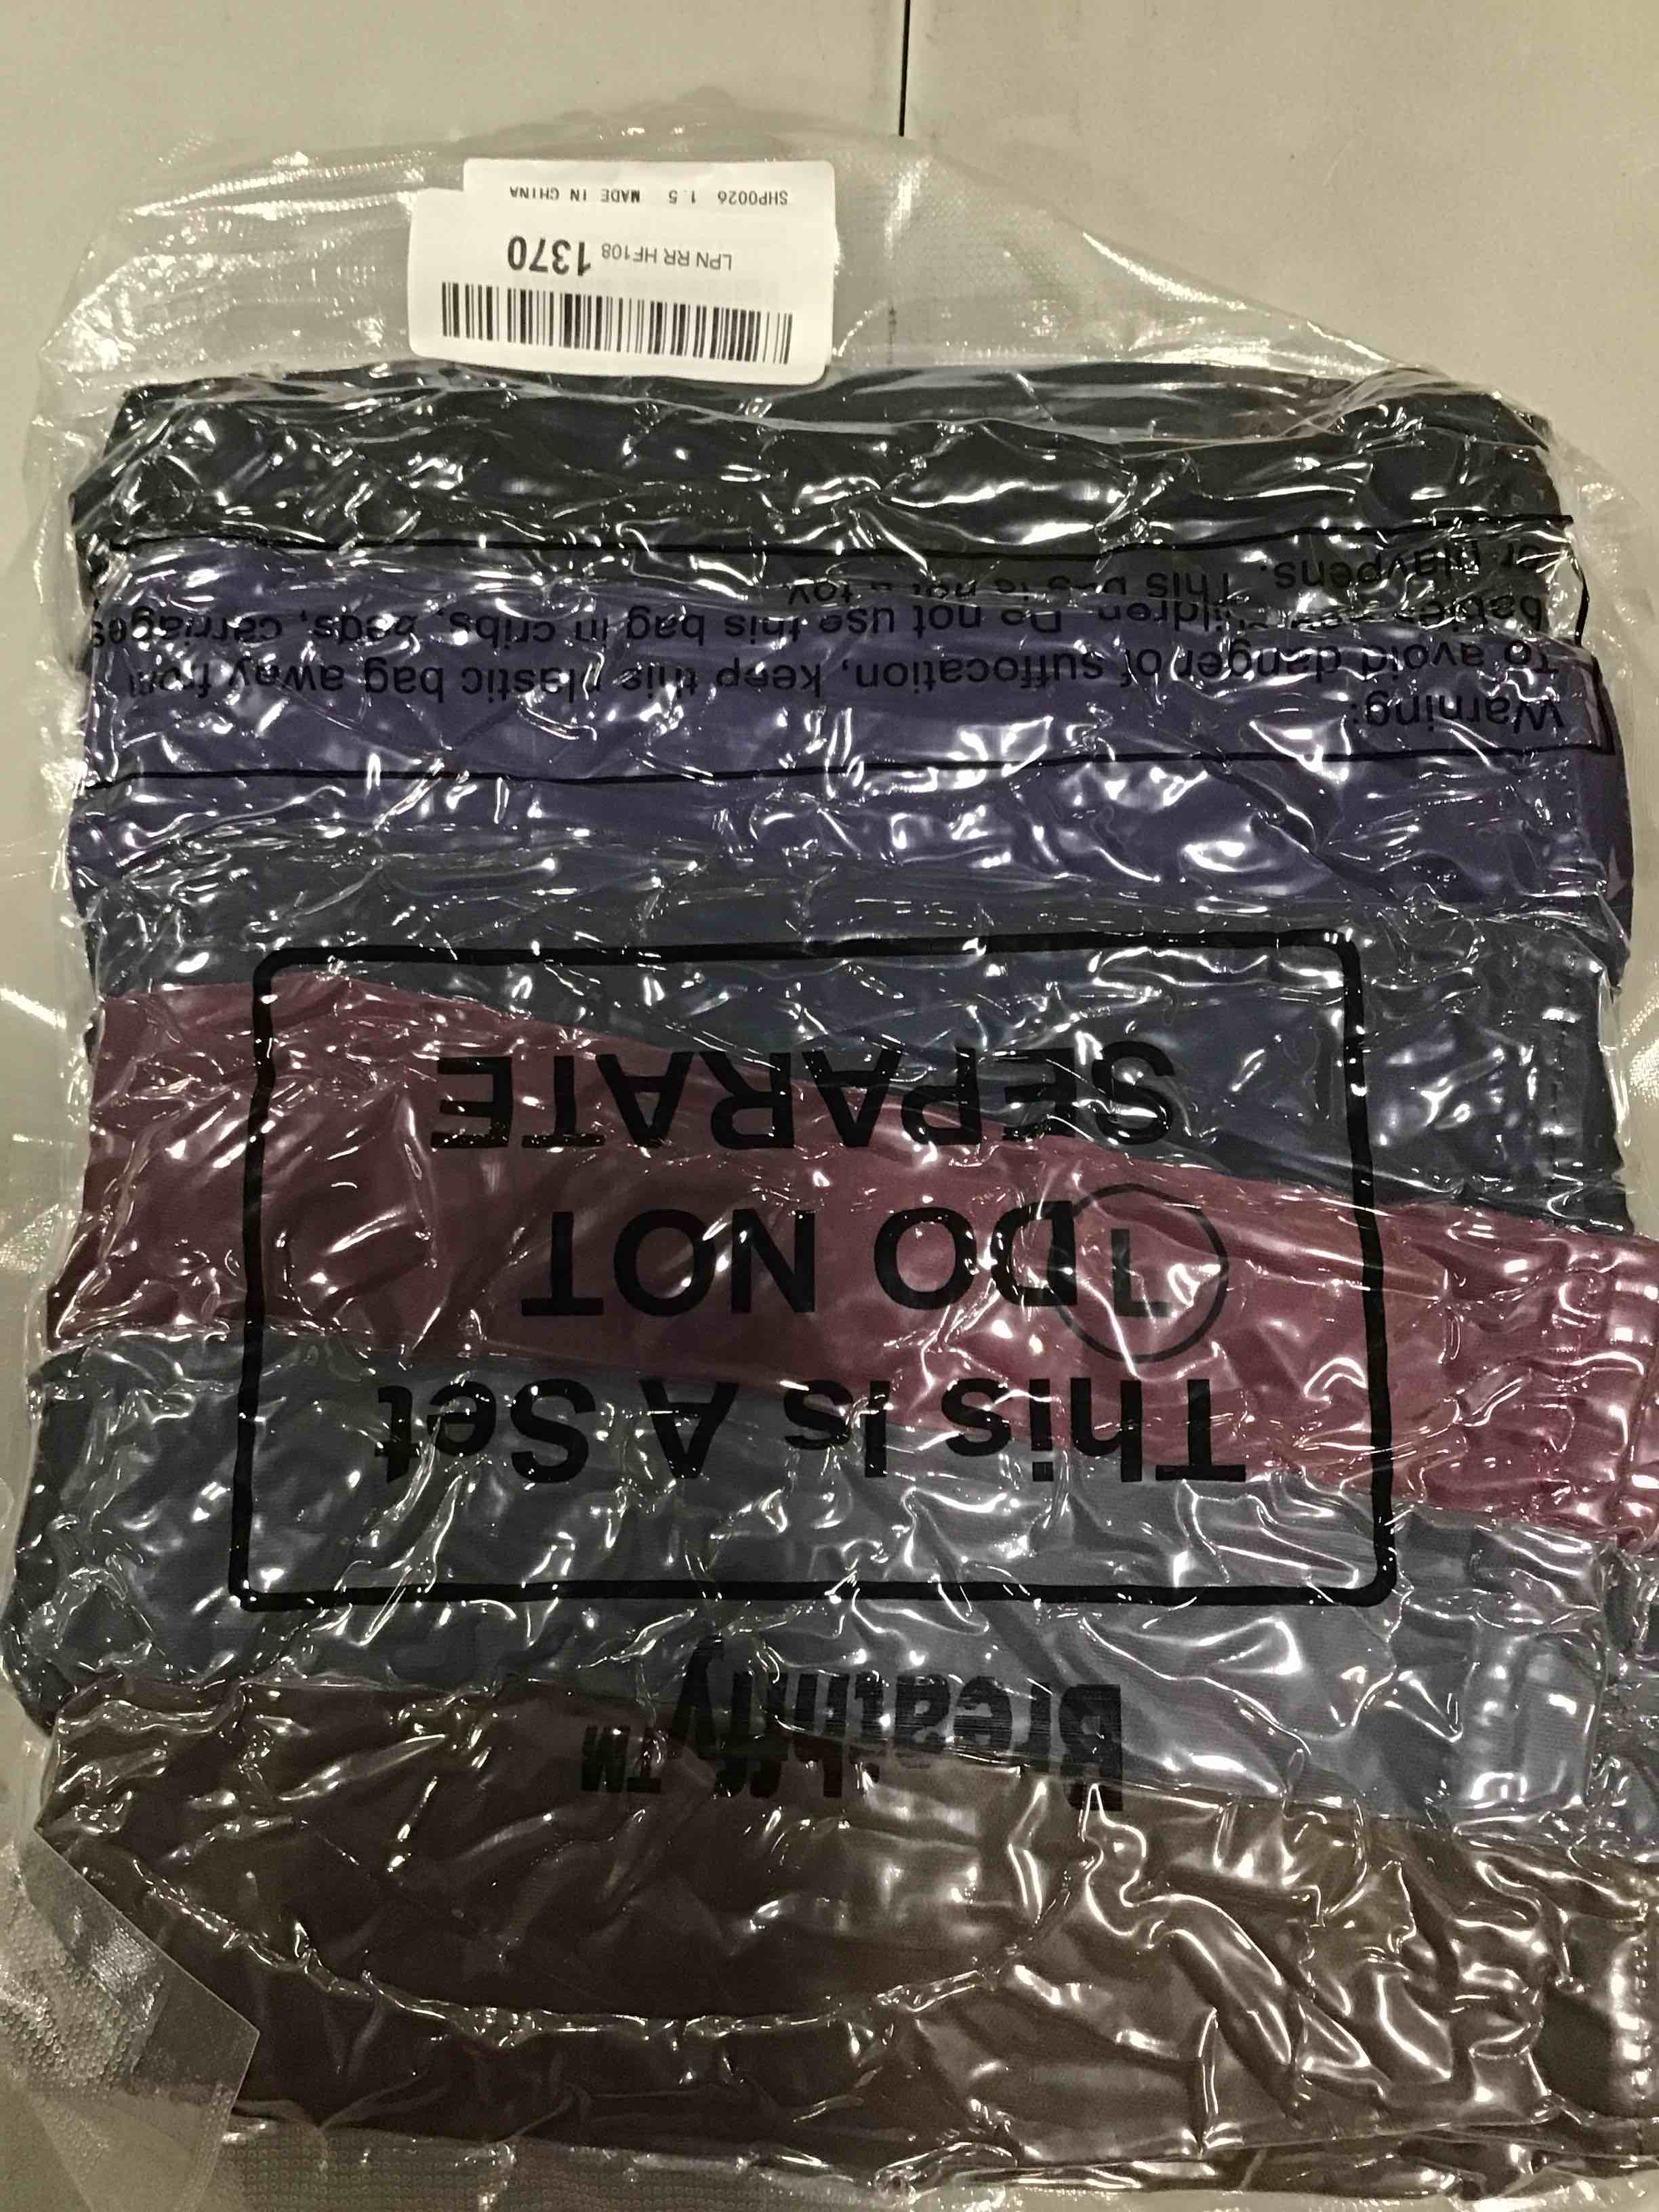 TM
This Is A Set
L
DO NOT
SEPARATE
Warning:
To avoid danger of suffocation, keep this plastic bag away from
babies and children. Do not use this bag in cribs, beds, carriages
or playpens. This bag is not a toy
LPN RR HF108 1370
SHP0026 1.5 MADE IN CHINA